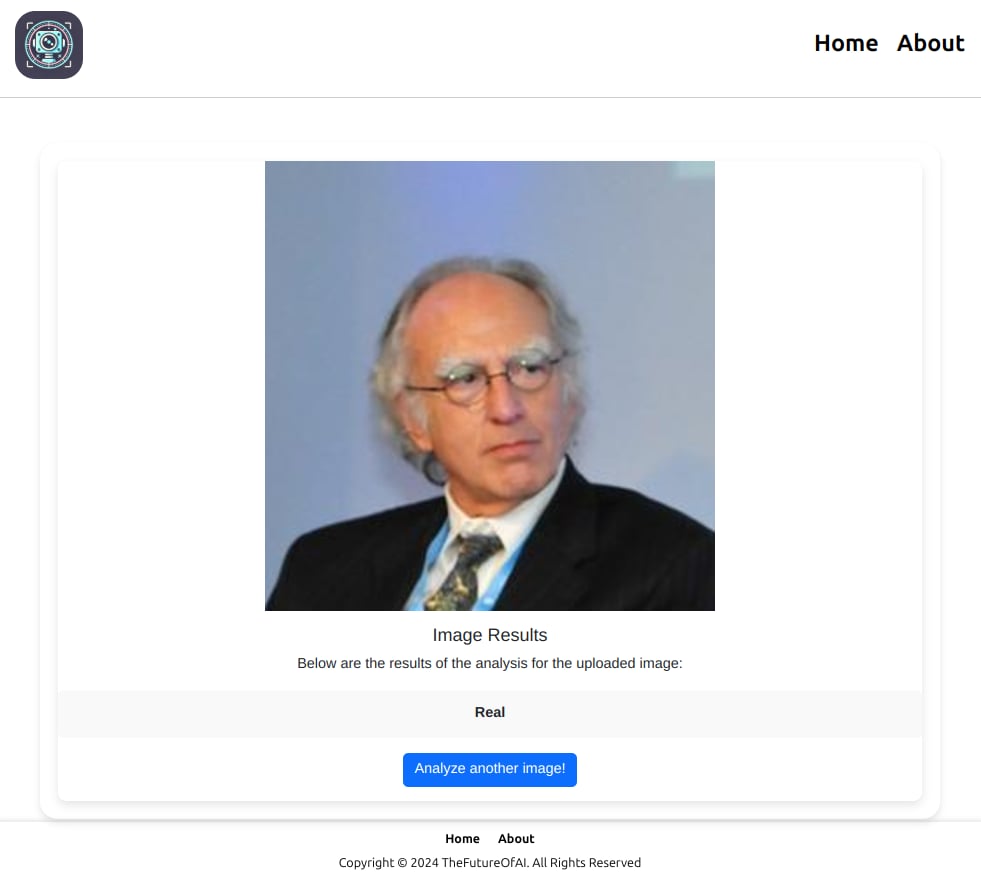 Home About
Image Results
Below are the results of the analysis for the uploaded image:
Real
Analyze another image!
Home About
Copyright © 2024 TheFutureOfAI. All Rights Reserved